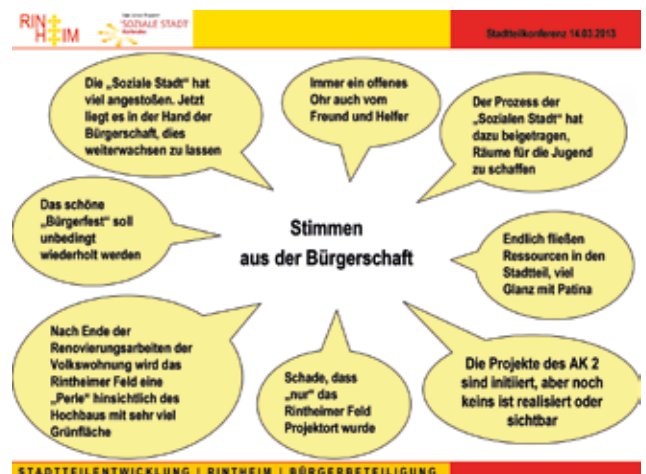 RINTHEIM
SOZIALE STADT
Stadtteilkonferenz 14.03.2013
Die „Soziale Stadt“ hat
viel angestoßen. Jetzt
liegt es in der Hand der
Bürgerschaft, dies
weiterwachsen zu lassen
Immer ein offenes
Ohr auch vom
Freund und Helfer
Der Prozess der
„Sozialen Stadt“ hat
dazu beigetragen,
Räume für die Jugend
zu schaffen
Das schöne
„Bürgerfest“ soll
unbedingt
wiederholt werden
Stimmen
aus der Bürgerschaft
Endlich fließen
Ressourcen in den
Stadtteil, viel
Glanz mit Patina
Nach Ende der
Renovierungsarbeiten der
Volkswohnung wird das
Rintheimer Feld eine
„Perle“ hinsichtlich des
Hochbaus mit sehr viel
Grünfläche
Schade, dass
„nur“ das
Rintheimer Feld
Projektort wurde
Die Projekte des AK 2
sind initiiert, aber noch
keins ist realisiert oder
sichtbar
STADTTEILENTWICKLUNG | RINTHEIM | BÜRGERBETEILIGUNG